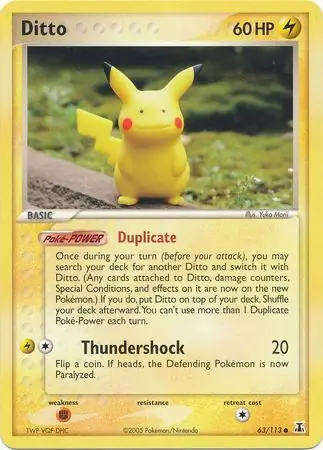 Ditto 60 HP
Illus. Yuka Morii
BASIC
Poké-POWER Duplicate
Once during your turn (before your attack), you may
search your deck for another Ditto and switch it with
Ditto. (Any cards attached to Ditto, damage counters,
Special Conditions, and effects on it are now on the new
Pokémon.) If you do, put Ditto on top of your deck. Shuffle
your deck afterward. You can't use more than 1 Duplicate
Poké-Power each turn.
Thundershock 20
Flip a coin. If heads, the Defending Pokémon is now
Paralyzed.
weakness resistance retreat cost
TWP-VQF-DHC ©2005 Pokémon/Nintendo 63/113